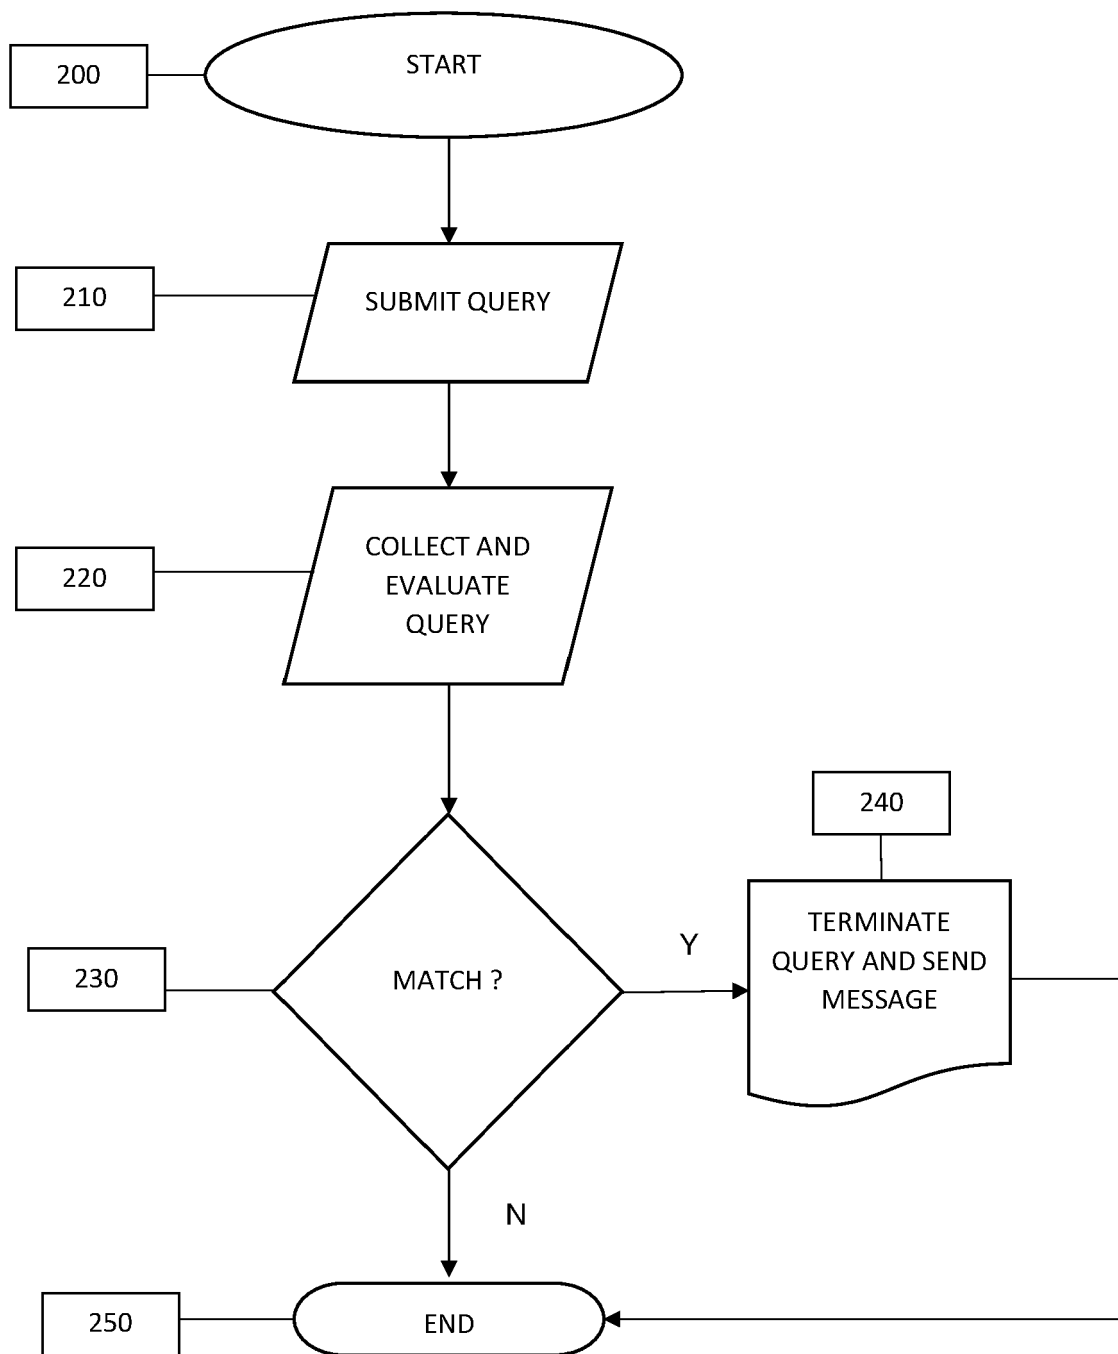 200
START
210
SUBMIT QUERY
220
COLLECT AND
EVALUATE
QUERY
240
TERMINATE
QUERY AND SEND
MESSAGE
Y
230
MATCH ?
N
250
END